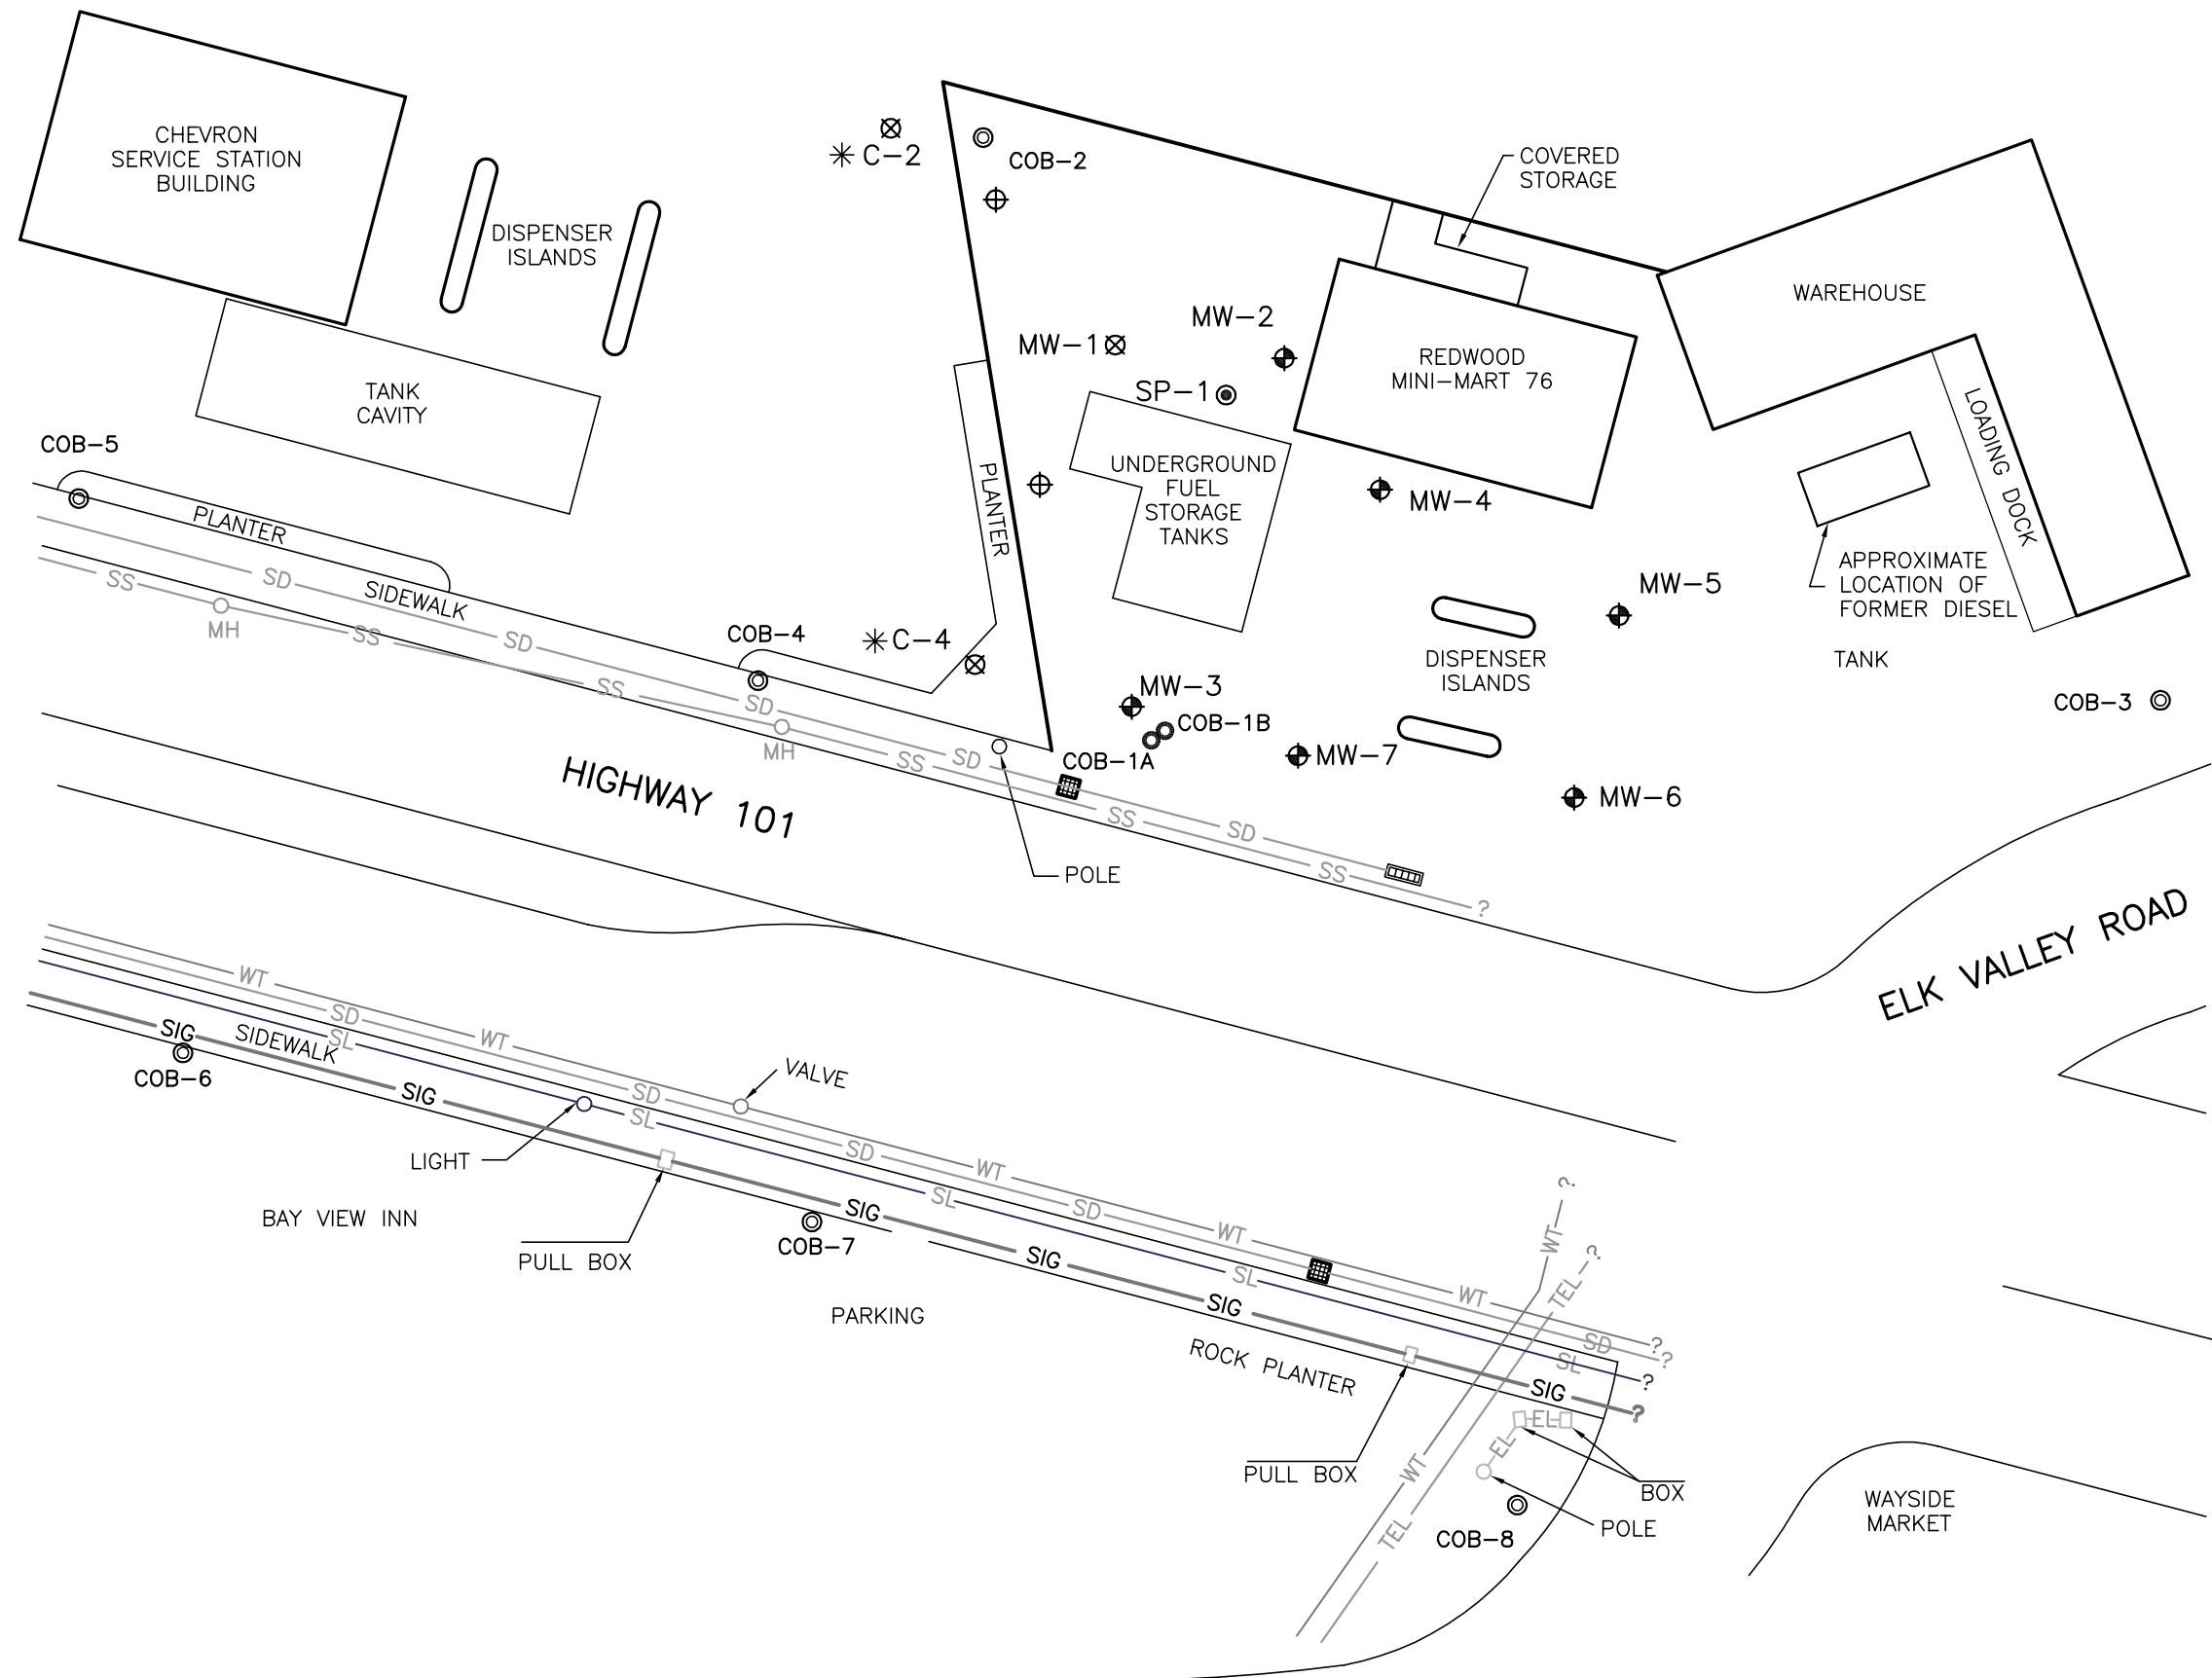 CHEVRON
SERVICE STATION
BUILDING
C-2
COB-2
COVERED
STORAGE
DISPENSER
ISLANDS
WAREHOUSE
MW-2
MW-1
REDWOOD
MINI-MART 76
SP-1
TANK
CAVITY
LOADING DOCK
COB-5
UNDERGROUND
FUEL
STORAGE
TANKS
PLANTER
MW-4
PLANTER
APPROXIMATE
LOCATION OF
FORMER DIESEL
TANK
MW-5
SS
SD
SIDEWALK
MH
SS
SD
COB-4
C-4
DISPENSER
ISLANDS
MW-3
SS
SD
COB-3
COB-1B
MH
SS
SD
COB-1A
MW-7
HIGHWAY 101
MW-6
SS
SD
POLE
SS
?
ELK VALLEY ROAD
WT
SD
SIG
SIDEWALK
SL
WT
COB-6
VALVE
SIG
SD
SL
LIGHT
SD
WT
?
BAY VIEW INN
PULL BOX
COB-7
SIG
SL
SD
WT
WT
?
SIG
SL
TEL
PARKING
SIG
WT
ROCK PLANTER
SD
?
?
SL
?
SIG
?
EL
EL
WT
PULL BOX
BOX
POLE
TEL
COB-8
WAYSIDE
MARKET